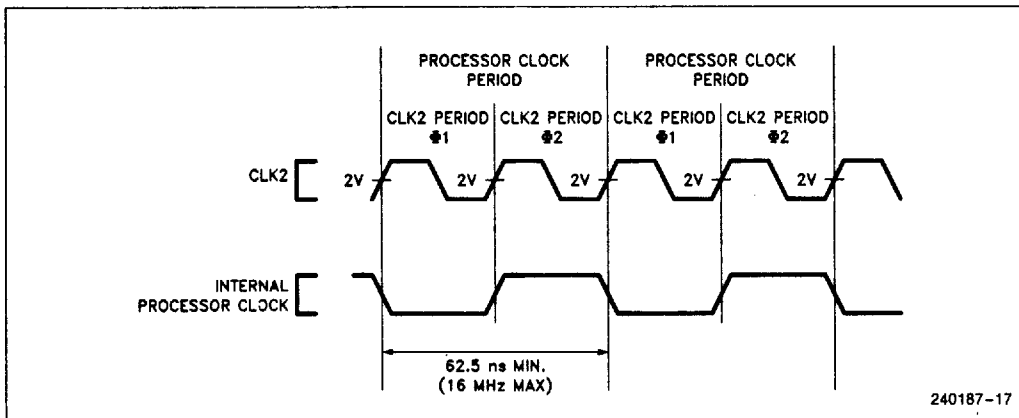 PROCESSOR CLOCK PERIOD
PROCESSOR CLOCK PERIOD
CLK2 PERIOD Φ1
CLK2 PERIOD Φ2
CLK2 PERIOD Φ1
CLK2 PERIOD Φ2
CLK2
2V
2V
2V
2V
2V
INTERNAL
PROCESSOR CLOCK
62.5 ns MIN.
(16 MHz MAX)
240187-17